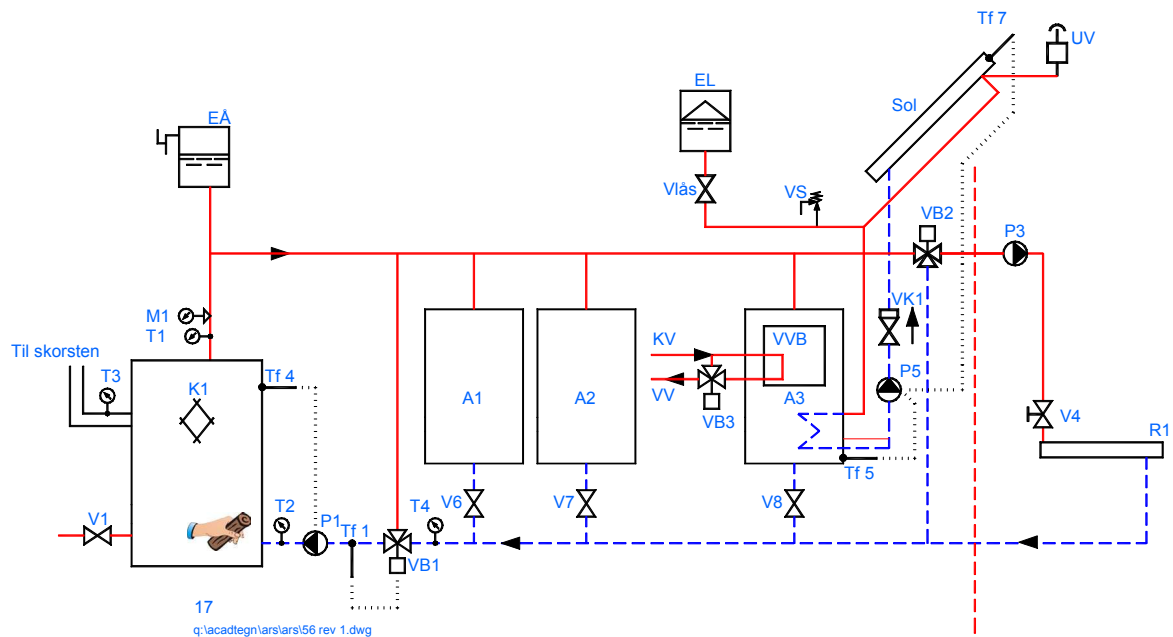 Tf 7
UV
EL
Sol
EÅ
Vlås
VS
VB2
P3
M1
T1
Til skorsten
T3
K1
Tf 4
KV
VVB
VK1
VV
A1
A2
A3
P5
VB3
V4
R1
Tf 5
V1
T2
P1
Tf 1
T4
V6
V7
V8
VB1
17
q:\acadtegn\ars\ars\56 rev 1.dwg